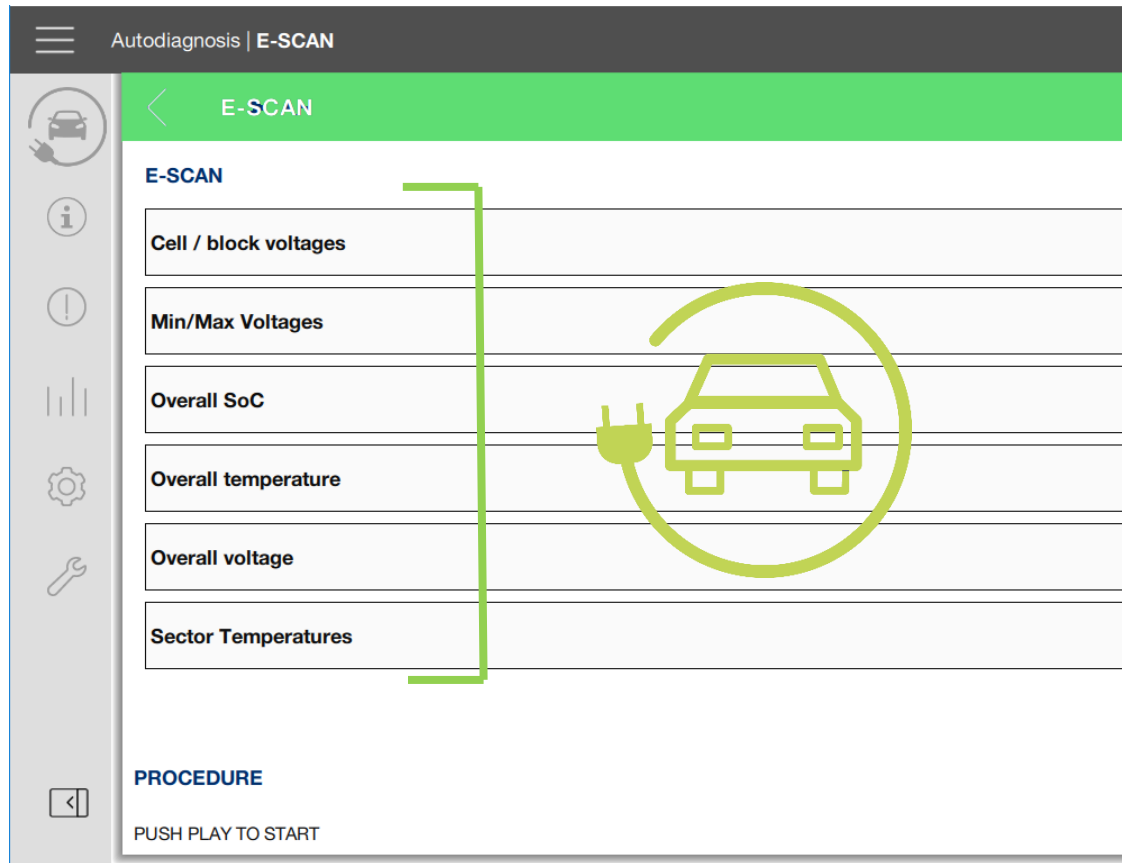 Autodiagnosis | E-SCAN
E-SCAN
E-SCAN
Cell / block voltages
Min/Max Voltages
Overall SoC
Overall temperature
Overall voltage
Sector Temperatures
PROCEDURE
PUSH PLAY TO START